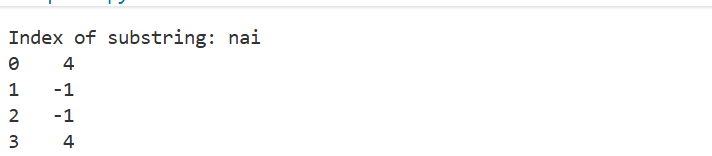 Index of substring: nai
0    4
1   -1
2   -1
3    4